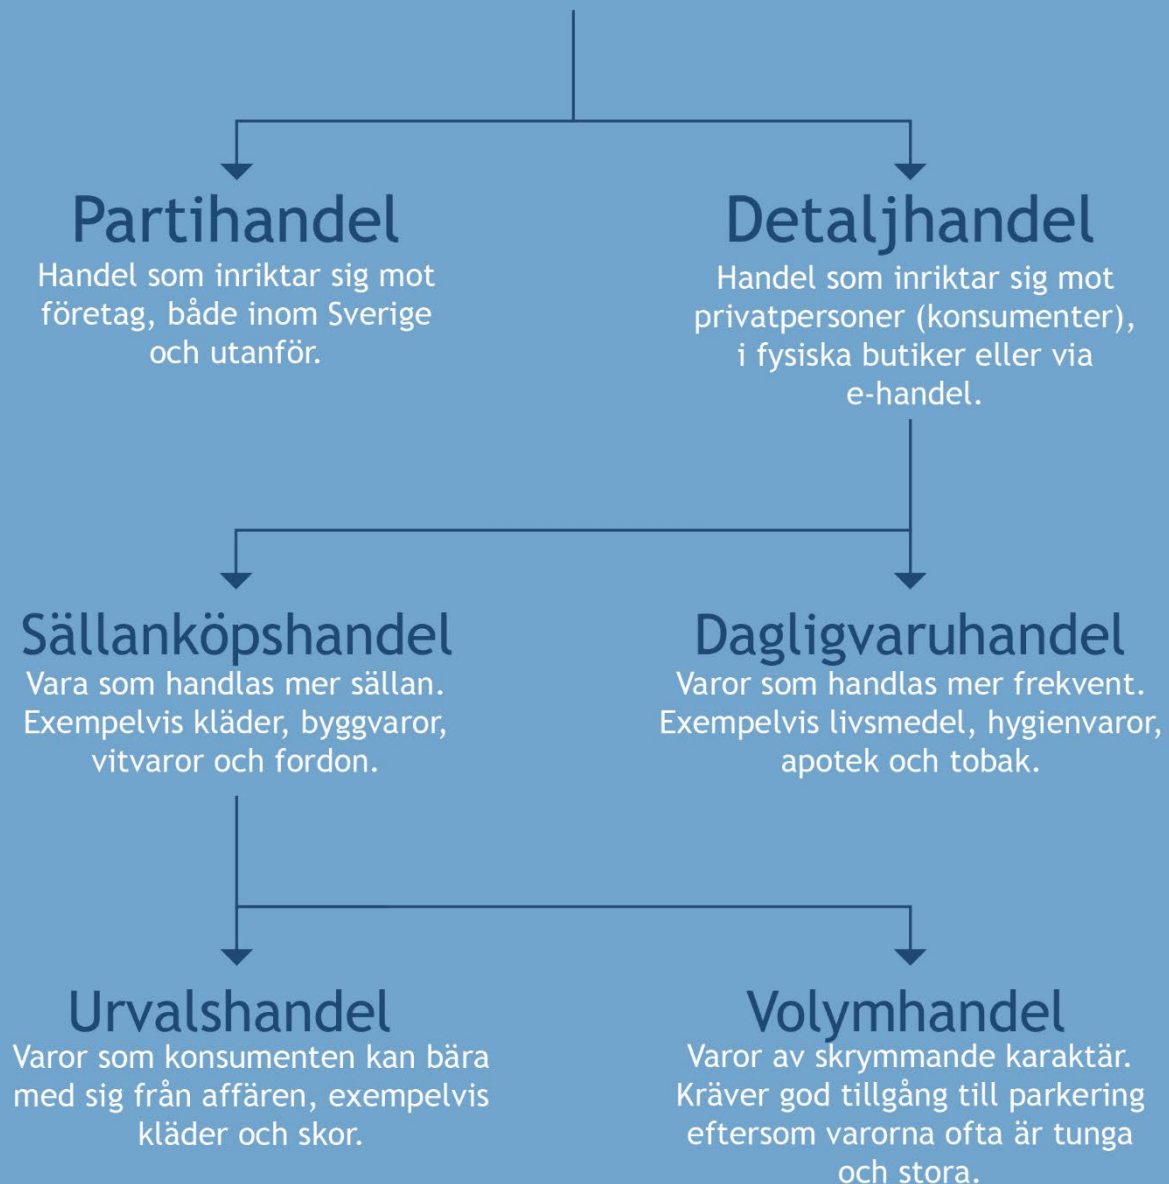 Partihandel
Handel som inriktar sig mot
företag, både inom Sverige
och utanför.
Detaljhandel
Handel som inriktar sig mot
privatpersoner (konsumenter),
i fysiska butiker eller via
e-handel.
Sällanköpshandel
Vara som handlas mer sällan.
Exempelvis kläder, byggvaror,
vitvaror och fordon.
Dagligvaruhandel
Varor som handlas mer frekvent.
Exempelvis livsmedel, hygienvaror,
apotek och tobak.
Urvalshandel
Varor som konsumenten kan bära
med sig från affären, exempelvis
kläder och skor.
Volymhandel
Varor av skrymmande karaktär.
Kräver god tillgång till parkering
eftersom varorna ofta är tunga
och stora.